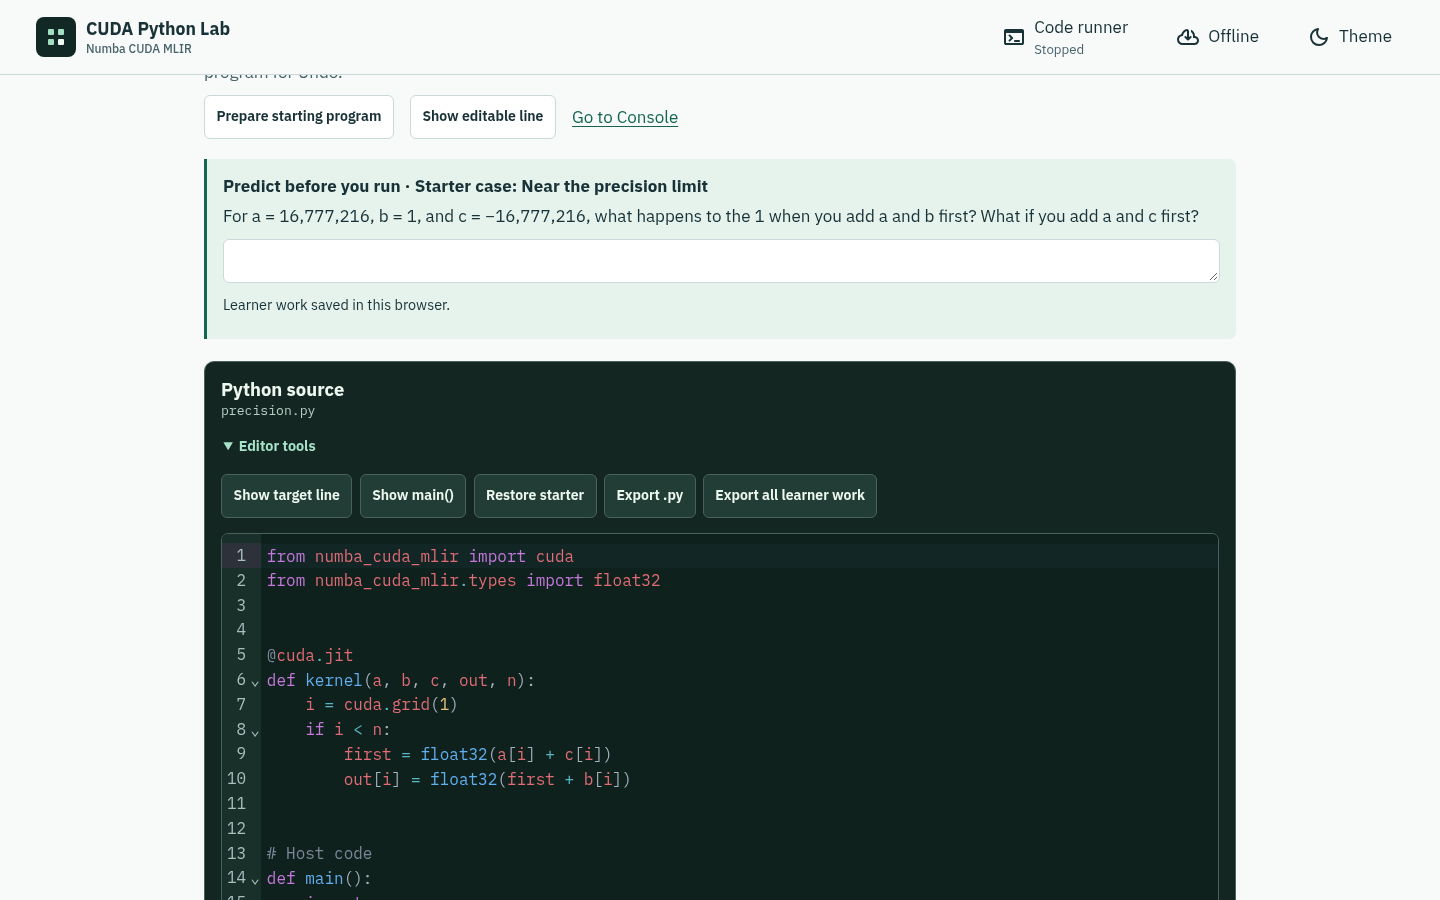 CUDA Python Lab
Numba CUDA MLIR
Code runner
Stopped
Offline
Theme
program for Undo.
Prepare starting program
Show editable line
Go to Console
Predict before you run · Starter case: Near the precision limit
For a = 16,777,216, b = 1, and c = −16,777,216, what happens to the 1 when you add a and b first? What if you add a and c first?
Learner work saved in this browser.
Python source
precision.py
▼ Editor tools
Show target line
Show main()
Restore starter
Export .py
Export all learner work
1 from numba_cuda_mlir import cuda
2 from numba_cuda_mlir.types import float32
3
4
5 @cuda.jit
6 def kernel(a, b, c, out, n):
7     i = cuda.grid(1)
8     if i < n:
9         first = float32(a[i] + c[i])
10         out[i] = float32(first + b[i])
11
12
13 # Host code
14 def main():